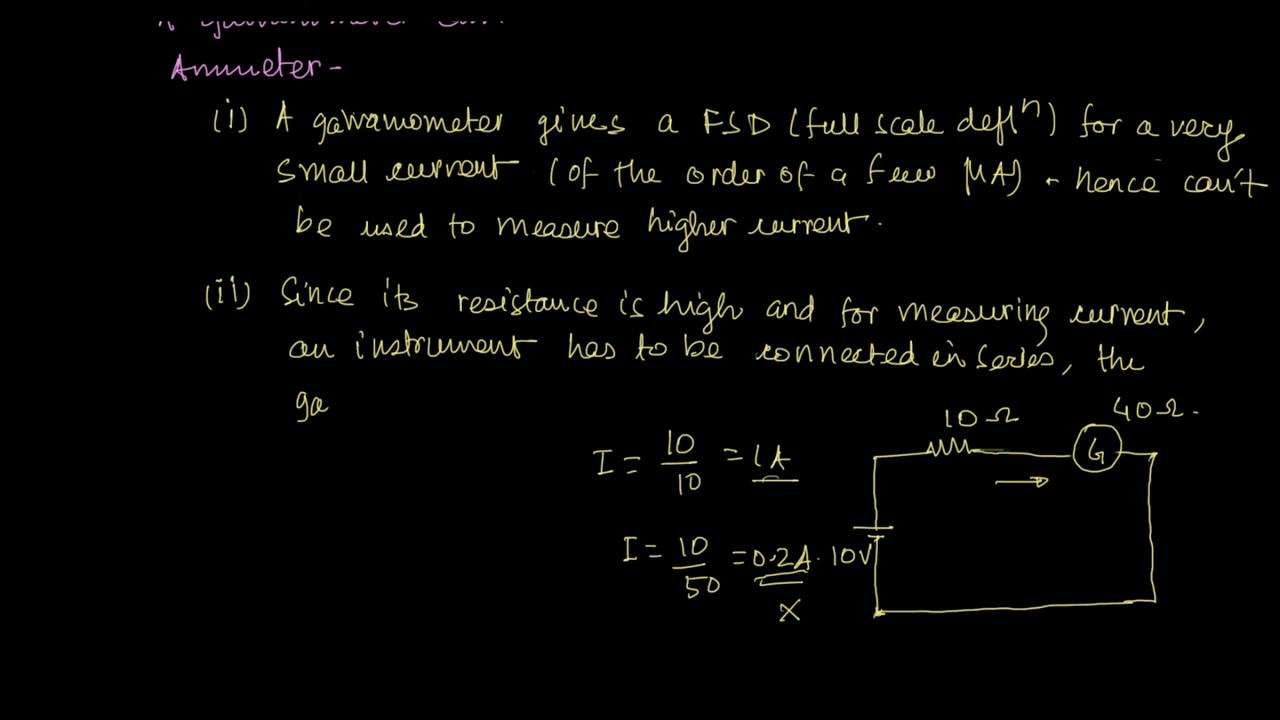 Ammeter -
(i) A galvanometer gives a FSD (full scale deflⁿ) for a very
small current (of the order of a few μA). hence can't
be used to measure higher current.
(ii) Since its resistance is high and for measuring current,
an instrument has to be connected in series, the
ga
10 Ω
40 Ω.
G
I = 10/10 = 1A
I = 10/50 = 0.2A.
10V
X